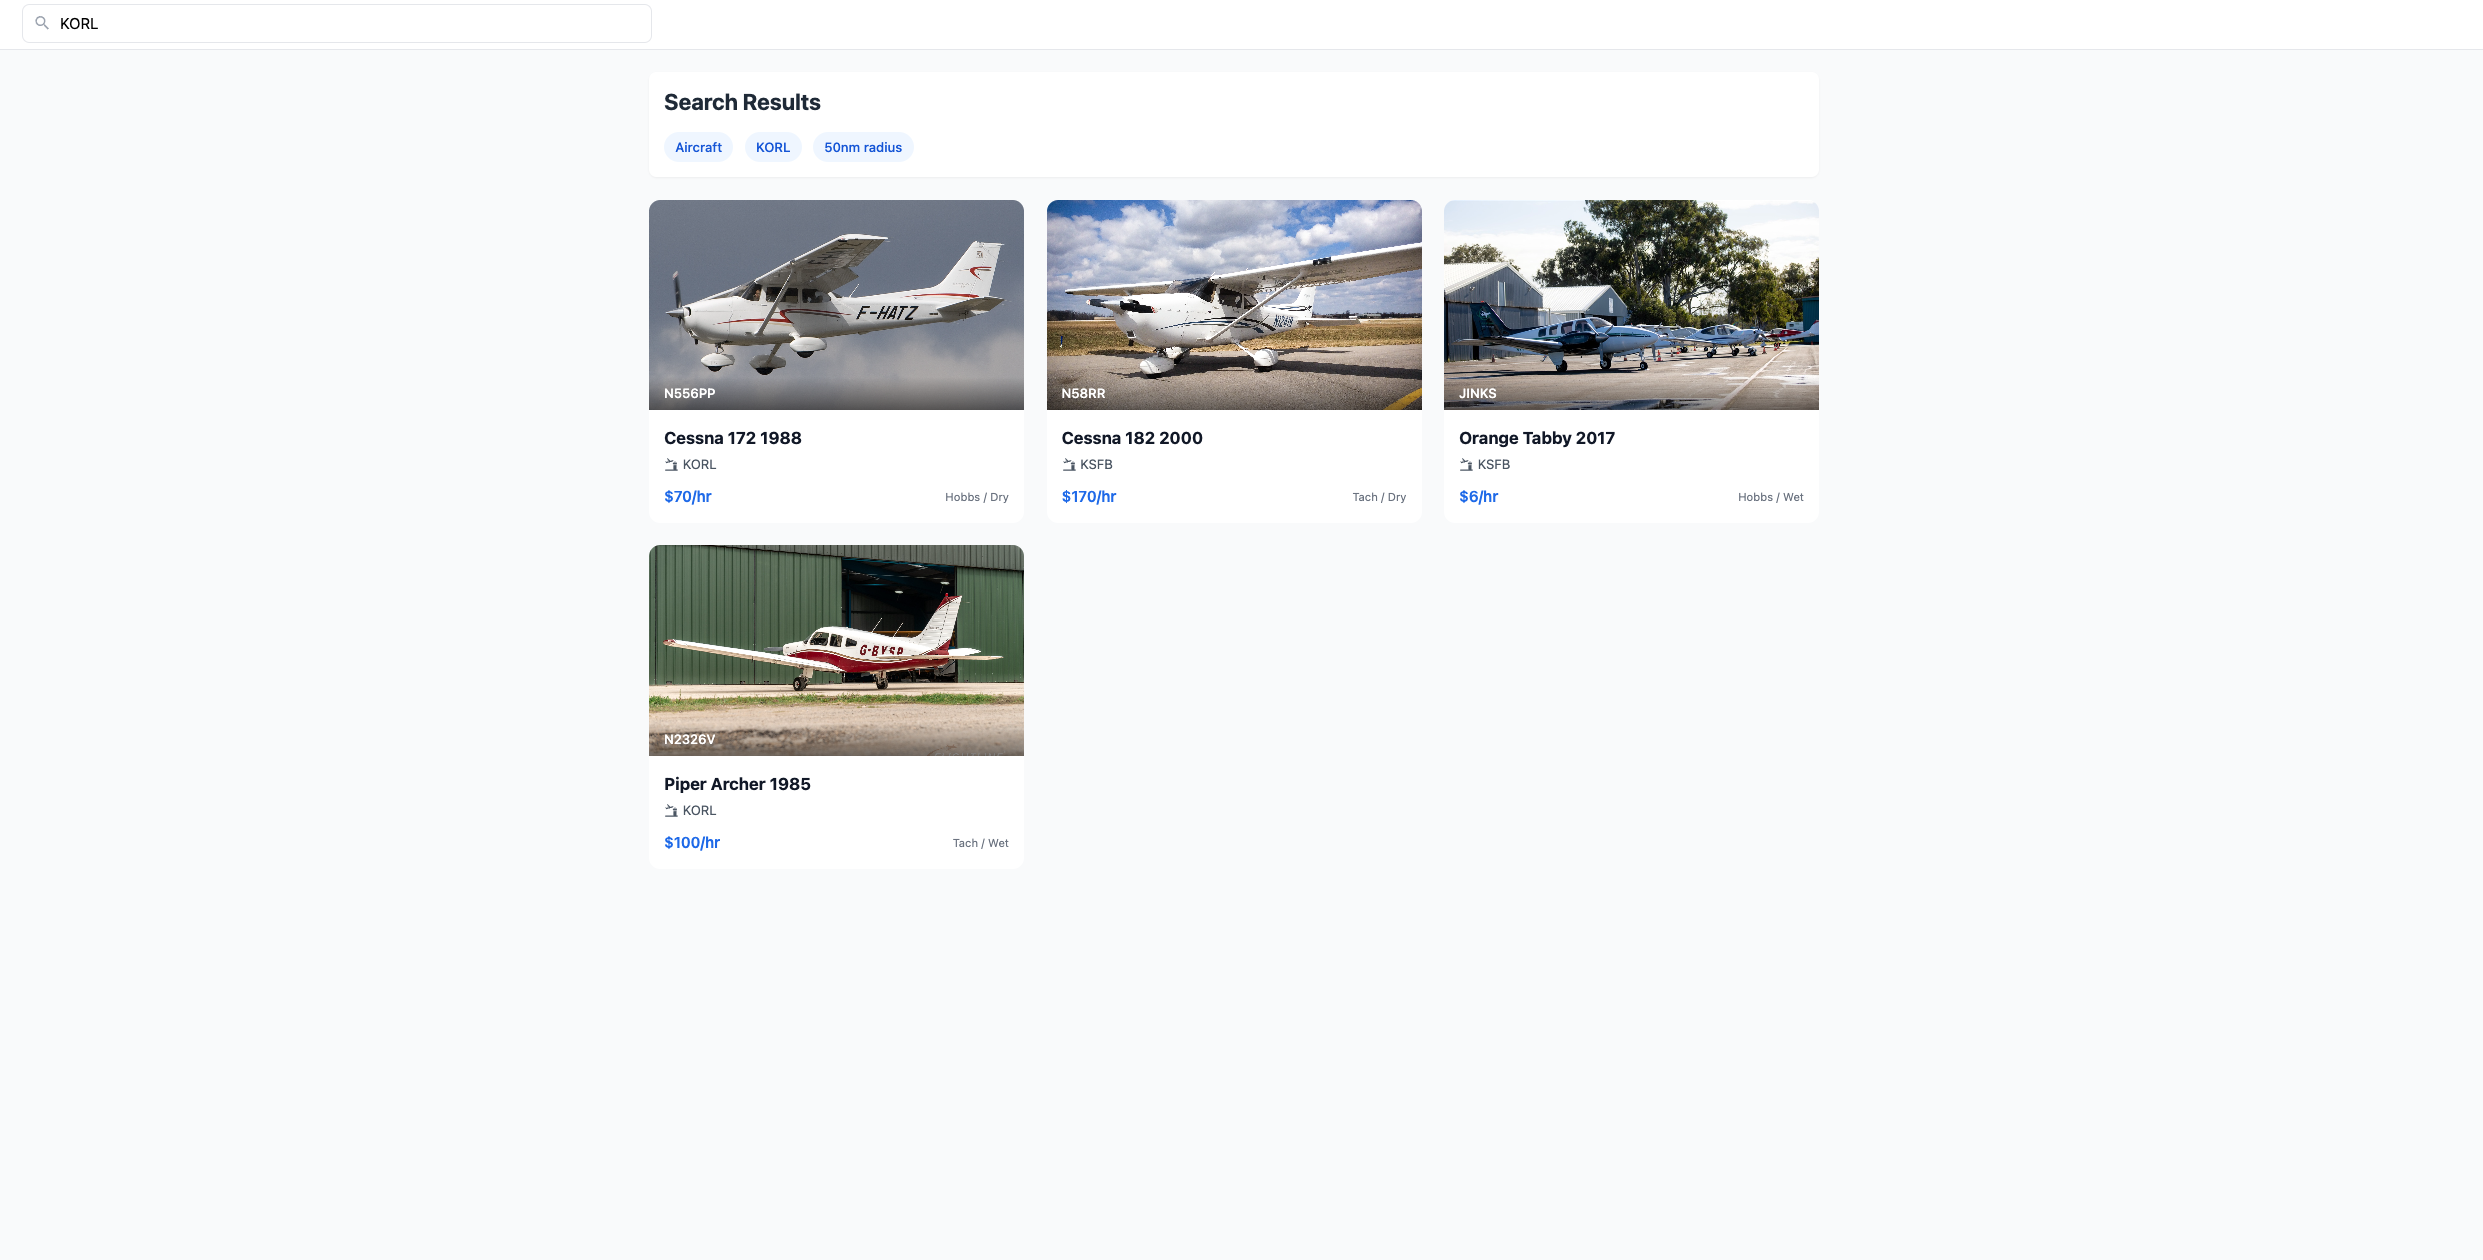 KORL
Search Results
Aircraft
KORL
50nm radius
F-HATZ
N556PP
Cessna 172 1988
KORL
$70/hr
Hobbs / Dry
N58RR
Cessna 182 2000
KSFB
$170/hr
Tach / Dry
JINKS
Orange Tabby 2017
KSFB
$6/hr
Hobbs / Wet
N2326V
Piper Archer 1985
KORL
$100/hr
Tach / Wet